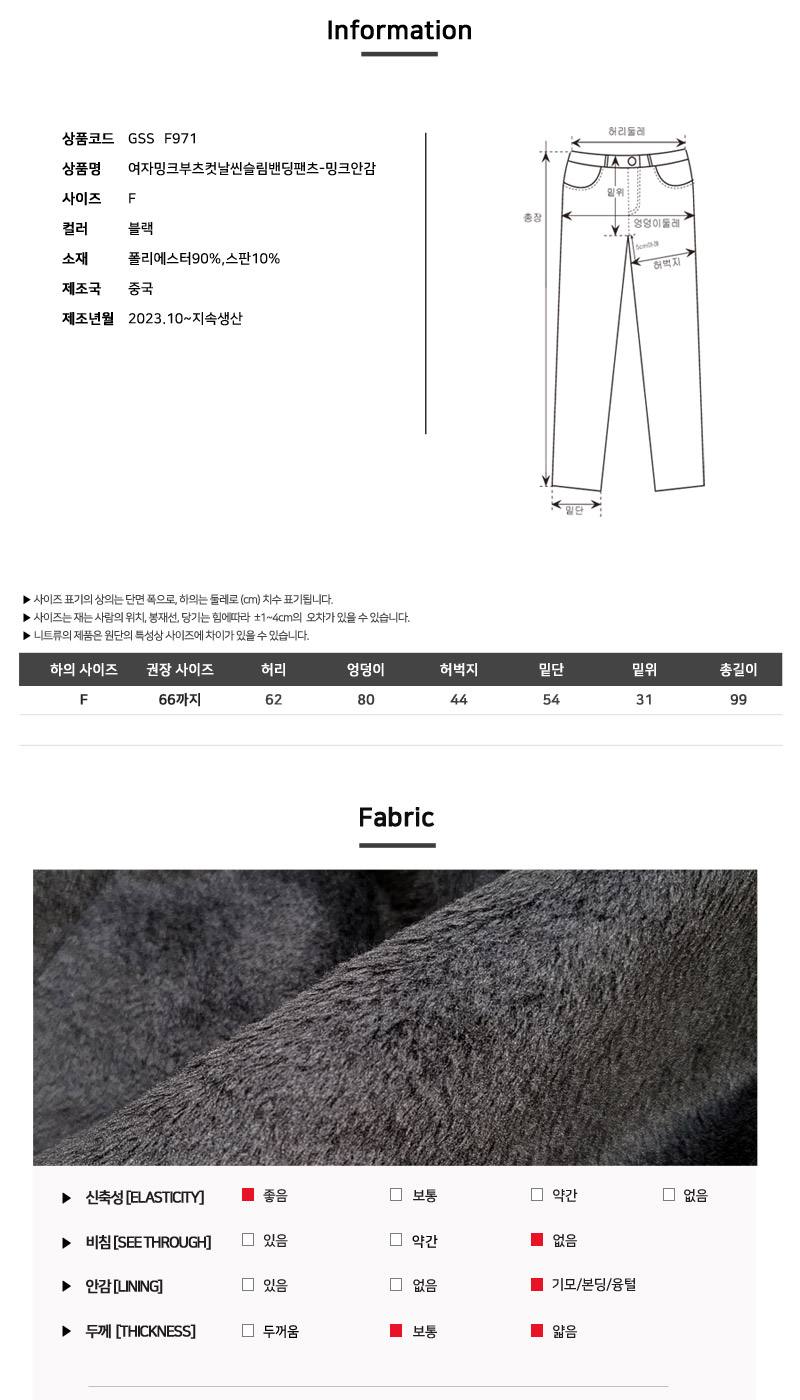 Information
상품코드 GSS F971
상품명 여자밍크부츠컷날씬슬림밴딩팬츠-밍크안감
사이즈 F
컬러 블랙
소재 폴리에스터90%,스판10%
제조국 중국
제조년월 2023.10~지속생산
허리둘레
밑위
총장
엉덩이둘레
5cm아래
허벅지
밑단
▶ 사이즈 표기의 상의는 단면 폭으로, 하의는 둘레로 (cm) 치수 표기됩니다.
▶ 사이즈는 재는 사람의 위치, 봉재선, 당기는 힘에따라 ±1~4cm의 오차가 있을 수 있습니다.
▶ 니트류의 제품은 원단의 특성상 사이즈에 차이가 있을 수 있습니다.
하의 사이즈 권장 사이즈 허리 엉덩이 허벅지 밑단 밑위 총길이
F 66까지 62 80 44 54 31 99
Fabric
▶ 신축성 [ELASTICITY] 좋음 보통 약간 없음
▶ 비침 [SEE THROUGH] 있음 약간 없음
▶ 안감 [LINING] 있음 없음 기모/본딩/융털
▶ 두께 [THICKNESS] 두꺼움 보통 얇음